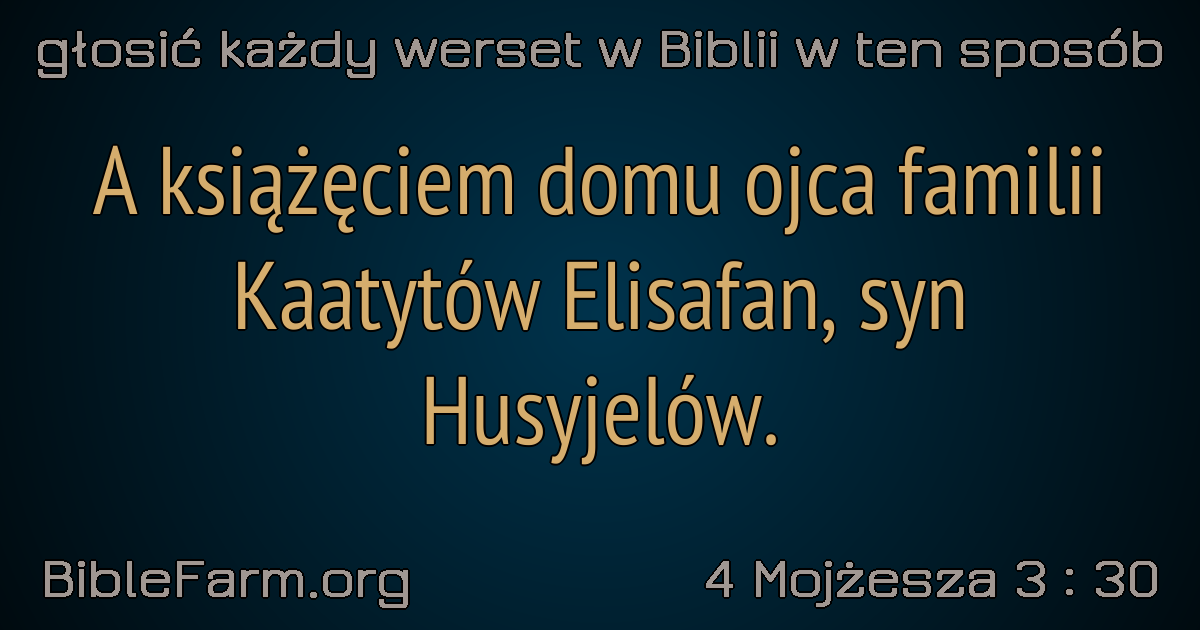 głosić każdy werset w Biblii w ten sposób
A książęciem domu ojca familii
Kaatytów Elisafan, syn
Husyjelów.
BibleFarm.org
4 Mojżesza 3 : 30